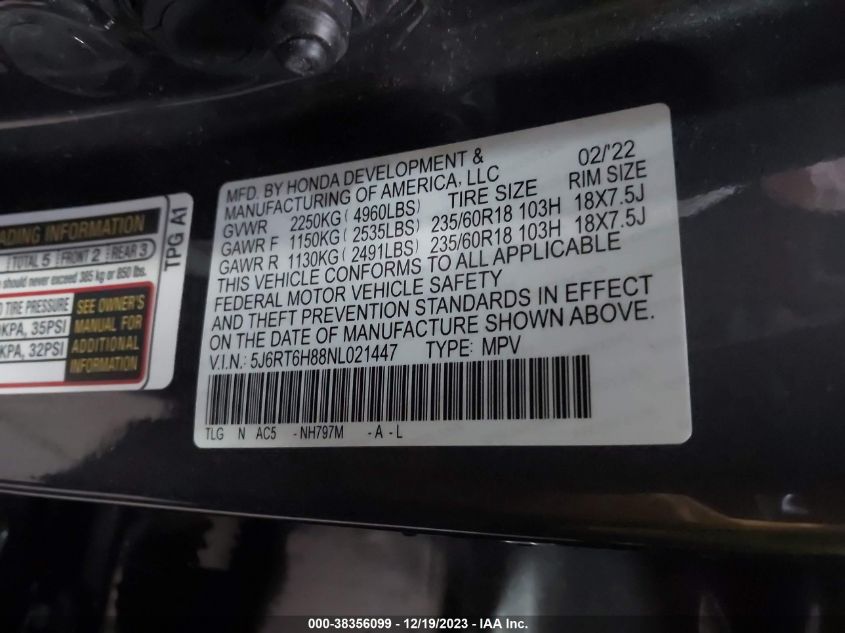 ADING INFORMATION
TOTAL 5 FRONT 2 REAR 3
should never exceed 385 kg or 850 lbs.
TIRE PRESSURE
KPA, 35PSI
KPA, 32PSI
SEE OWNER'S
MANUAL FOR
ADDITIONAL
INFORMATION
TPG A1
MFD. BY HONDA DEVELOPMENT & 02/'22
MANUFACTURING OF AMERICA, LLC
TIRE SIZE RIM SIZE
GVWR 2250KG ( 4960LBS)
GAWR F 1150KG ( 2535LBS) 235/60R18 103H 18X7.5J
GAWR R 1130KG ( 2491LBS) 235/60R18 103H 18X7.5J
THIS VEHICLE CONFORMS TO ALL APPLICABLE
FEDERAL MOTOR VEHICLE SAFETY
AND THEFT PREVENTION STANDARDS IN EFFECT
ON THE DATE OF MANUFACTURE SHOWN ABOVE.
V.I.N.: 5J6RT6H88NL021447 TYPE: MPV
TLG N AC5 -NH797M -A-L
000-38356099 - 12/19/2023 - IAA Inc.